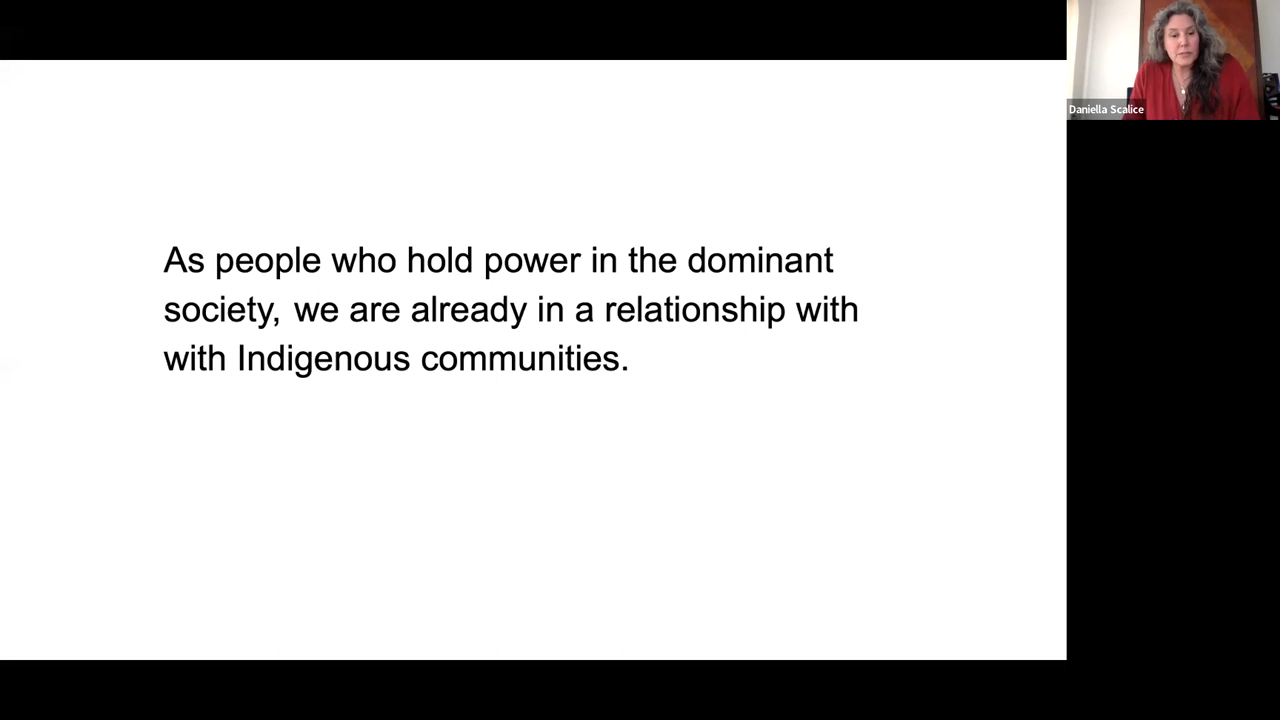 As people who hold power in the dominant
society, we are already in a relationship with
with Indigenous communities.
Daniella Scalice